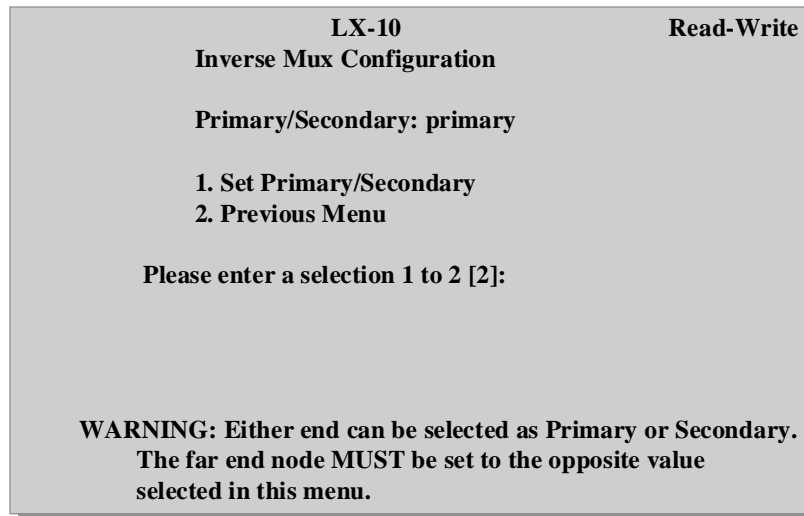 LX-10 Read-Write
Inverse Mux Configuration
Primary/Secondary: primary
1. Set Primary/Secondary
2. Previous Menu
Please enter a selection 1 to 2 [2]:
WARNING: Either end can be selected as Primary or Secondary.
The far end node MUST be set to the opposite value
selected in this menu.